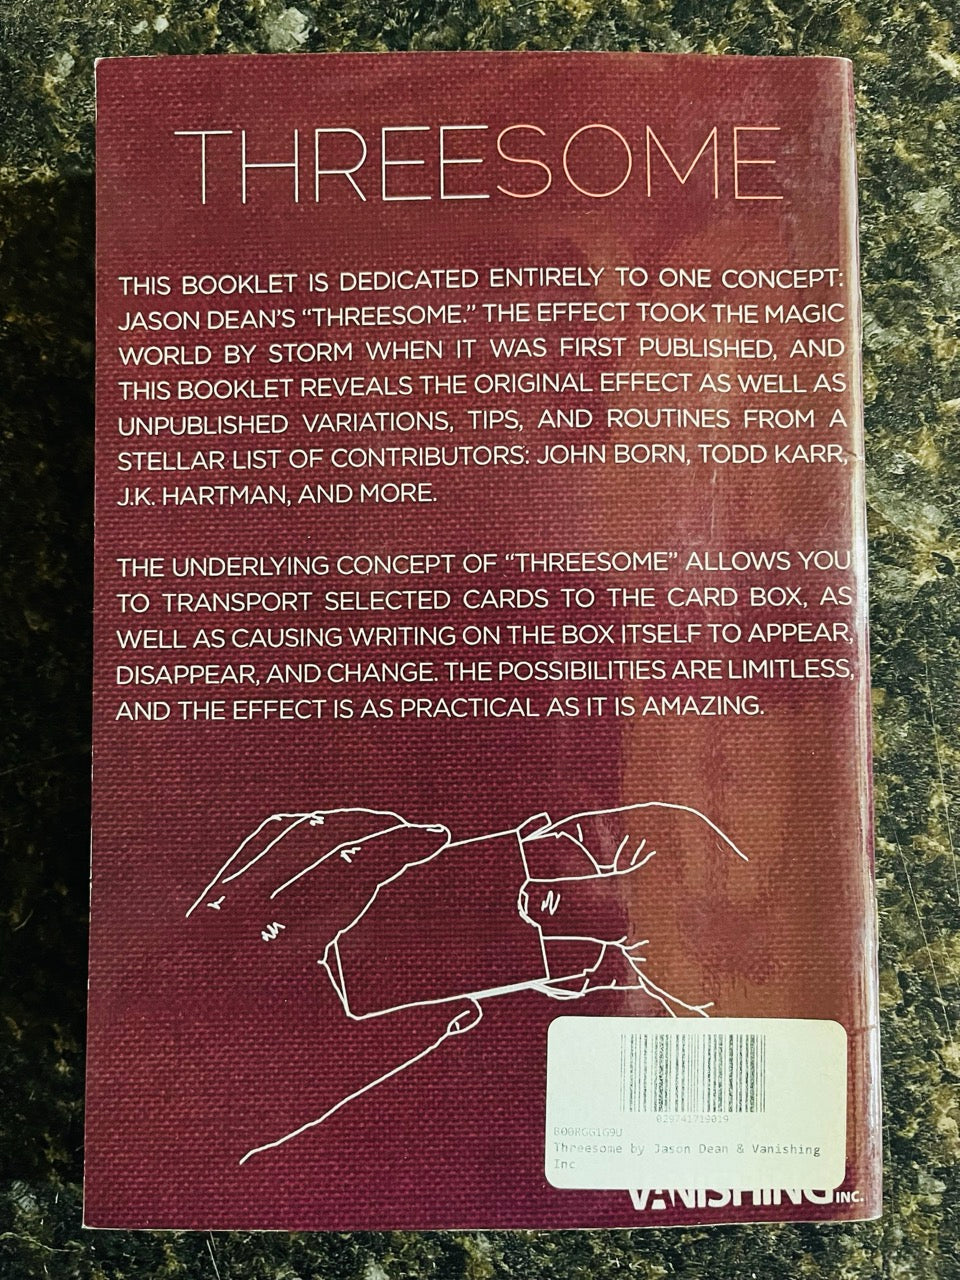 THREESOME
THIS BOOKLET IS DEDICATED ENTIRELY TO ONE CONCEPT:
JASON DEAN'S "THREESOME." THE EFFECT TOOK THE MAGIC
WORLD BY STORM WHEN IT WAS FIRST PUBLISHED, AND
THIS BOOKLET REVEALS THE ORIGINAL EFFECT AS WELL AS
UNPUBLISHED VARIATIONS, TIPS, AND ROUTINES FROM A
STELLAR LIST OF CONTRIBUTORS: JOHN BORN, TODD KARR,
J.K. HARTMAN, AND MORE.
THE UNDERLYING CONCEPT OF "THREESOME" ALLOWS YOU
TO TRANSPORT SELECTED CARDS TO THE CARD BOX, AS
WELL AS CAUSING WRITING ON THE BOX ITSELF TO APPEAR,
DISAPPEAR, AND CHANGE. THE POSSIBILITIES ARE LIMITLESS,
AND THE EFFECT IS AS PRACTICAL AS IT IS AMAZING.
029741719019
B00RGG1G9U
Threesome by Jason Dean & Vanishing
Inc
VANISHING INC.